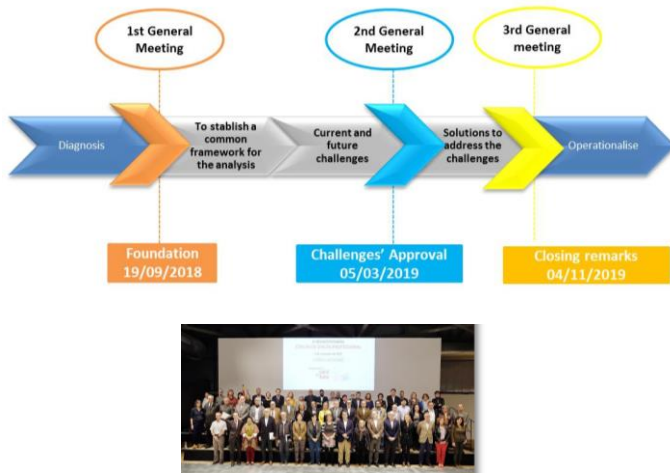 1st General
Meeting
2nd General
Meeting
3rd General
meeting
Diagnosis
To stablish a
common
framework for
the analysis
Current and
future
challenges
Solutions to
address the
challenges
Operationalise
Foundation
19/09/2018
Challenges' Approval
05/03/2019
Closing remarks
04/11/2019